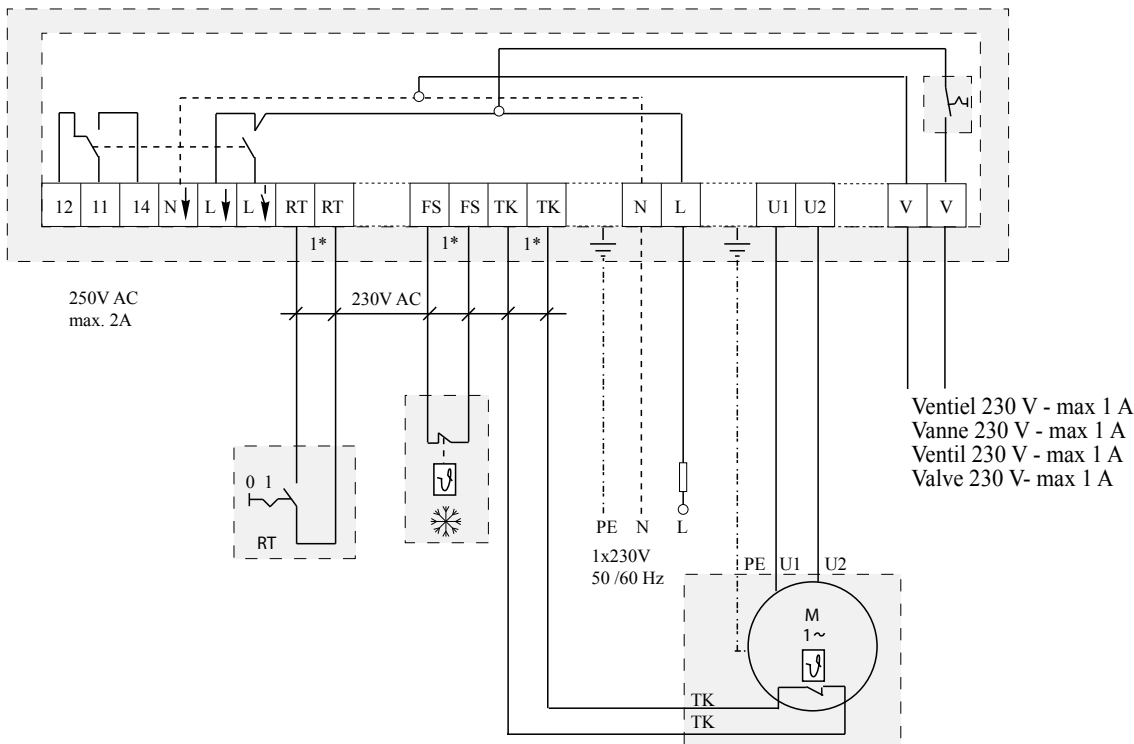 12 11 14 N L L RT RT FS FS TK TK N L U1 U2 V V
1* 1* 1*
250V AC
max. 2A
230V AC
Ventiel 230 V - max 1 A
Vanne 230 V - max 1 A
Ventil 230 V - max 1 A
Valve 230 V- max 1 A
0 1
RT
PE N L
1x230V
50 /60 Hz
PE U1 U2
M
1~
TK
TK